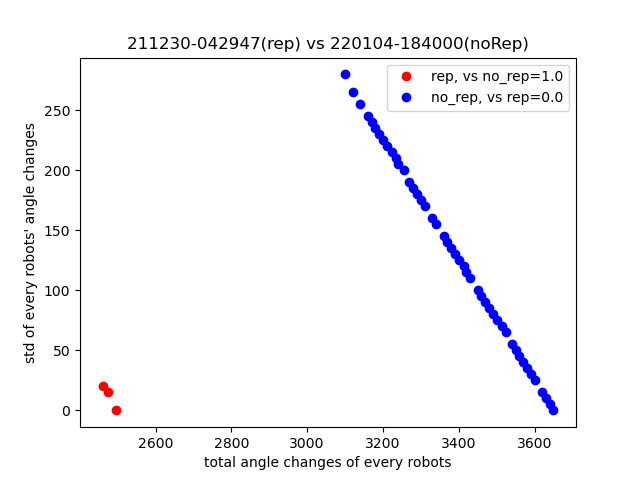 211230-042947(rep) vs 220104-184000(noRep)
rep, vs no_rep=1.0
no_rep, vs rep=0.0
std of every robots' angle changes
250
200
150
100
50
0
2600 2800 3000 3200 3400 3600
total angle changes of every robots